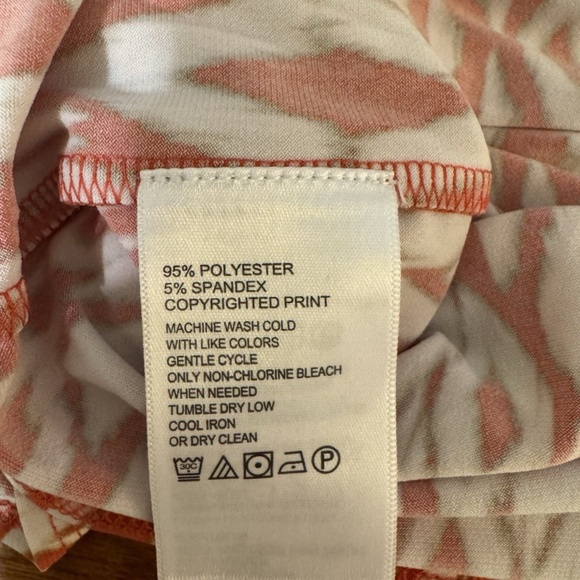 95% POLYESTER
5% SPANDEX
COPYRIGHTED PRINT
MACHINE WASH COLD
WITH LIKE COLORS
GENTLE CYCLE
ONLY NON-CHLORINE BLEACH
WHEN NEEDED
TUMBLE DRY LOW
COOL IRON
OR DRY CLEAN
30C P